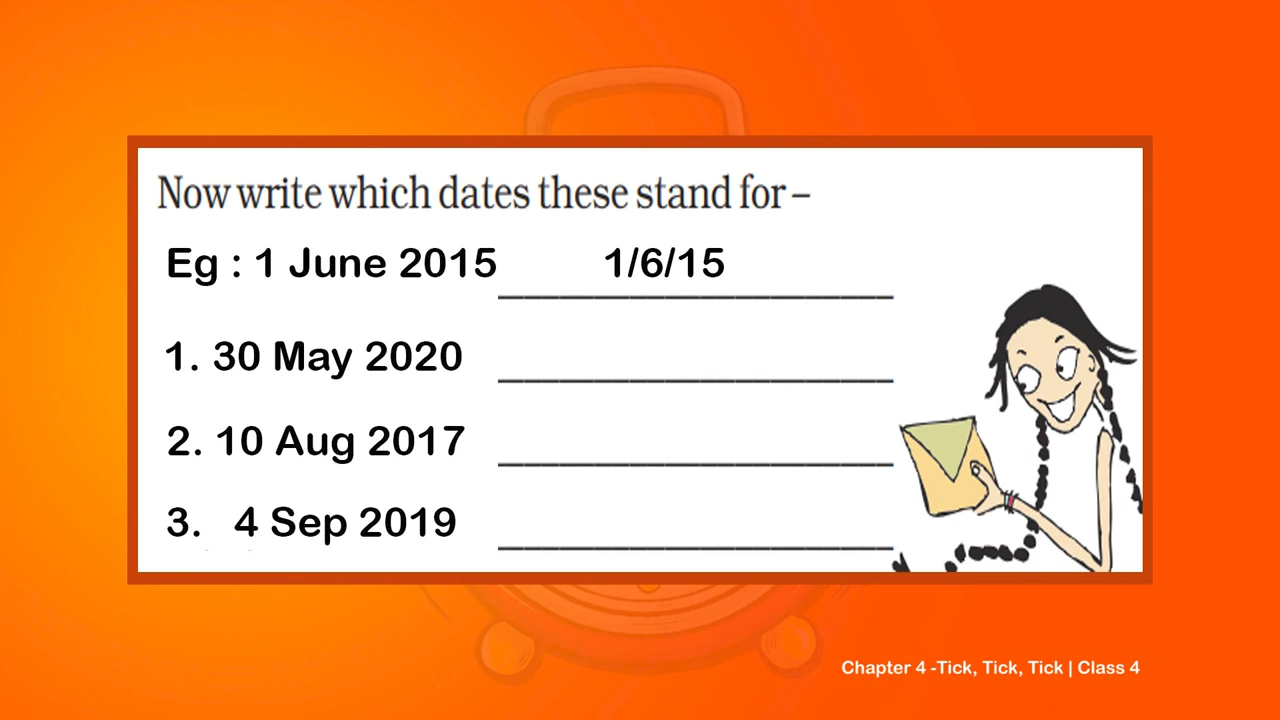 Now write which dates these stand for –
Eg : 1 June 2015 1/6/15
1. 30 May 2020
2. 10 Aug 2017
3. 4 Sep 2019
Chapter 4 -Tick, Tick, Tick | Class 4